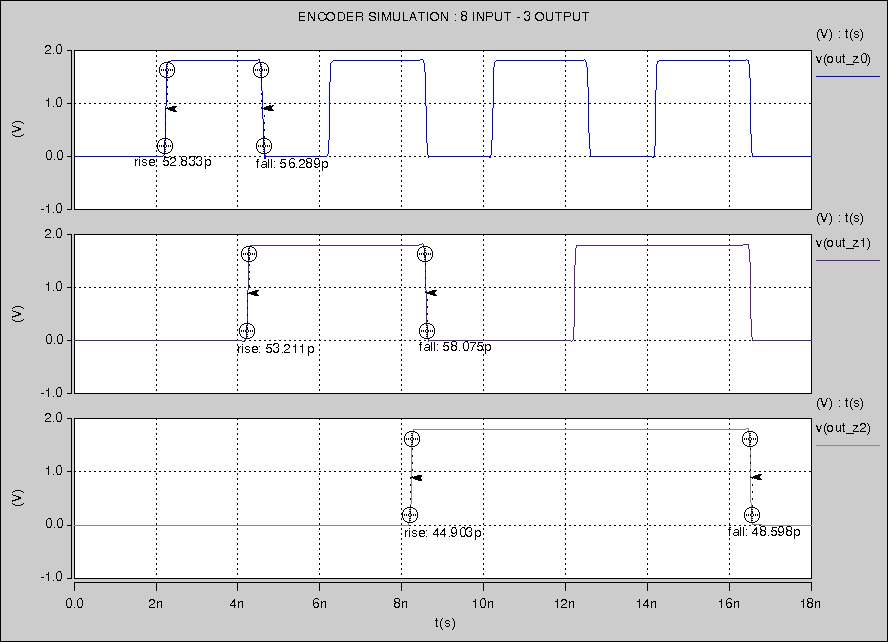 ENCODER SIMULATION : 8 INPUT - 3 OUTPUT
(V) : t(s)
v(out_z0)
2.0
1.0
0.0
-1.0
(V)
rise: 52.833p
fall: 56.289p
(V) : t(s)
v(out_z1)
2.0
1.0
0.0
-1.0
(V)
rise: 53.211p
fall: 58.075p
(V) : t(s)
v(out_z2)
2.0
1.0
0.0
-1.0
(V)
rise: 44.903p
fall: 48.598p
0.0 2n 4n 6n 8n 10n 12n 14n 16n 18n
t(s)